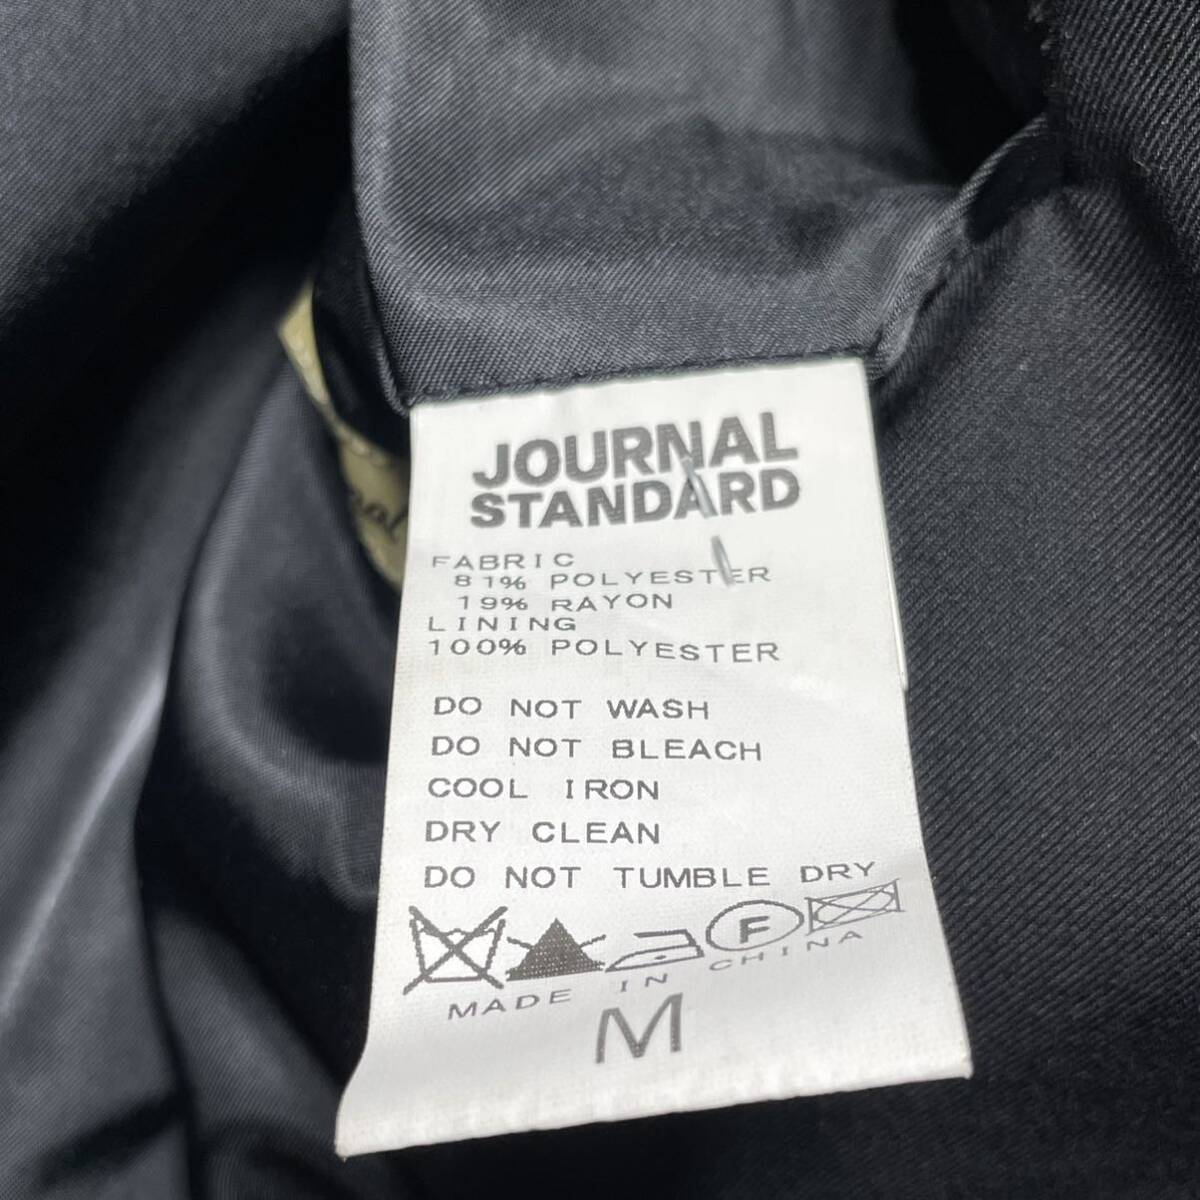 JOURNAL
STANDARD
FABRIC
81% POLYESTER
19% RAYON
LINING
100% POLYESTER
DO NOT WASH
DO NOT BLEACH
COOL IRON
DRY CLEAN
DO NOT TUMBLE DRY
F
MADE IN CHINA
M